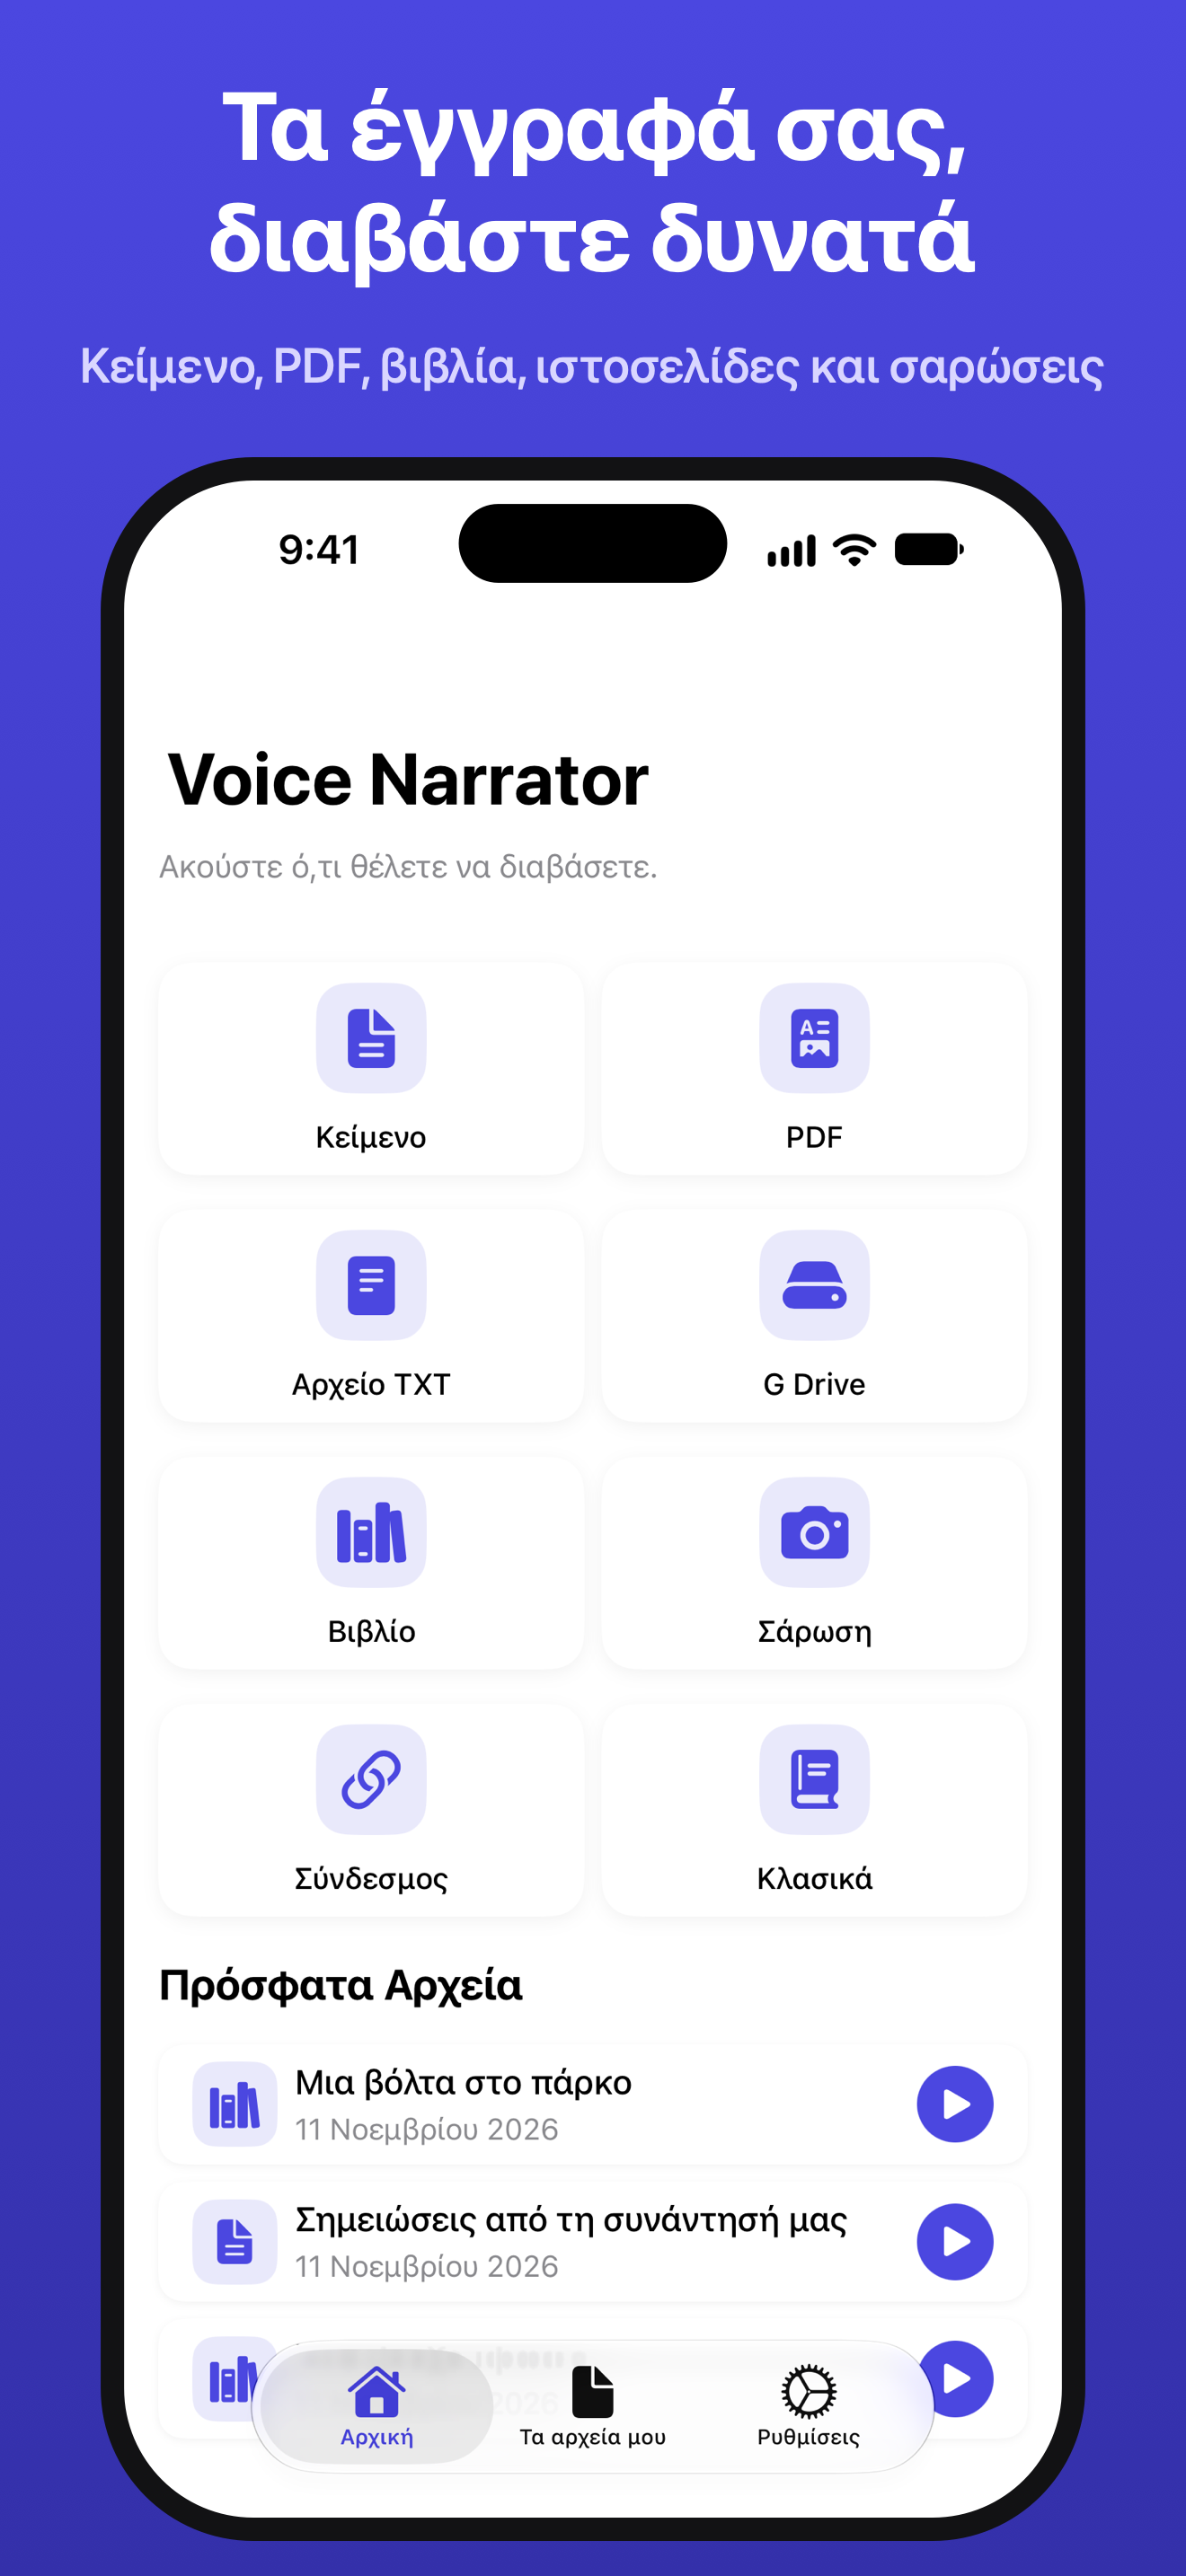 Τα έγγραφά σας,
διαβάστε δυνατά
Κείμενο, PDF, βιβλία, ιστοσελίδες και σαρώσεις
9:41
Voice Narrator
Ακούστε ό,τι θέλετε να διαβάσετε.
Κείμενο
PDF
Αρχείο TXT
G Drive
Βιβλίο
Σάρωση
Σύνδεσμος
Κλασικά
Πρόσφατα Αρχεία
Μια βόλτα στο πάρκο
11 Νοεμβρίου 2026
Σημειώσεις από τη συνάντησή μας
11 Νοεμβρίου 2026
2026
Αρχική
Τα αρχεία μου
Ρυθμίσεις